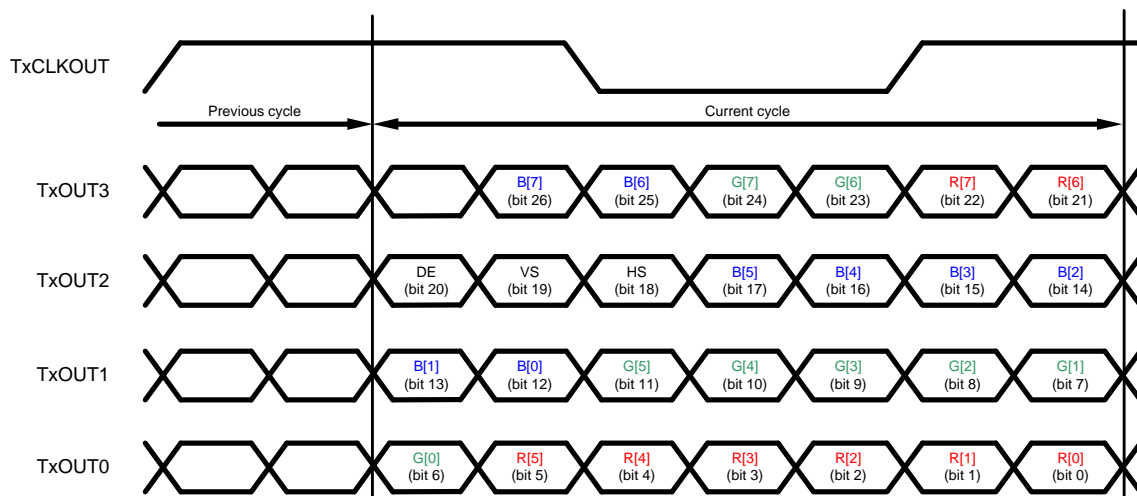 TxCLKOUT
Previous cycle Current cycle
TxOUT3
B[7] B[6] G[7] G[6] R[7] R[6]
(bit 26) (bit 25) (bit 24) (bit 23) (bit 22) (bit 21)
TxOUT2
DE VS HS B[5] B[4] B[3] B[2]
(bit 20) (bit 19) (bit 18) (bit 17) (bit 16) (bit 15) (bit 14)
TxOUT1
B[1] B[0] G[5] G[4] G[3] G[2] G[1]
(bit 13) (bit 12) (bit 11) (bit 10) (bit 9) (bit 8) (bit 7)
TxOUT0
G[0] R[5] R[4] R[3] R[2] R[1] R[0]
(bit 6) (bit 5) (bit 4) (bit 3) (bit 2) (bit 1) (bit 0)